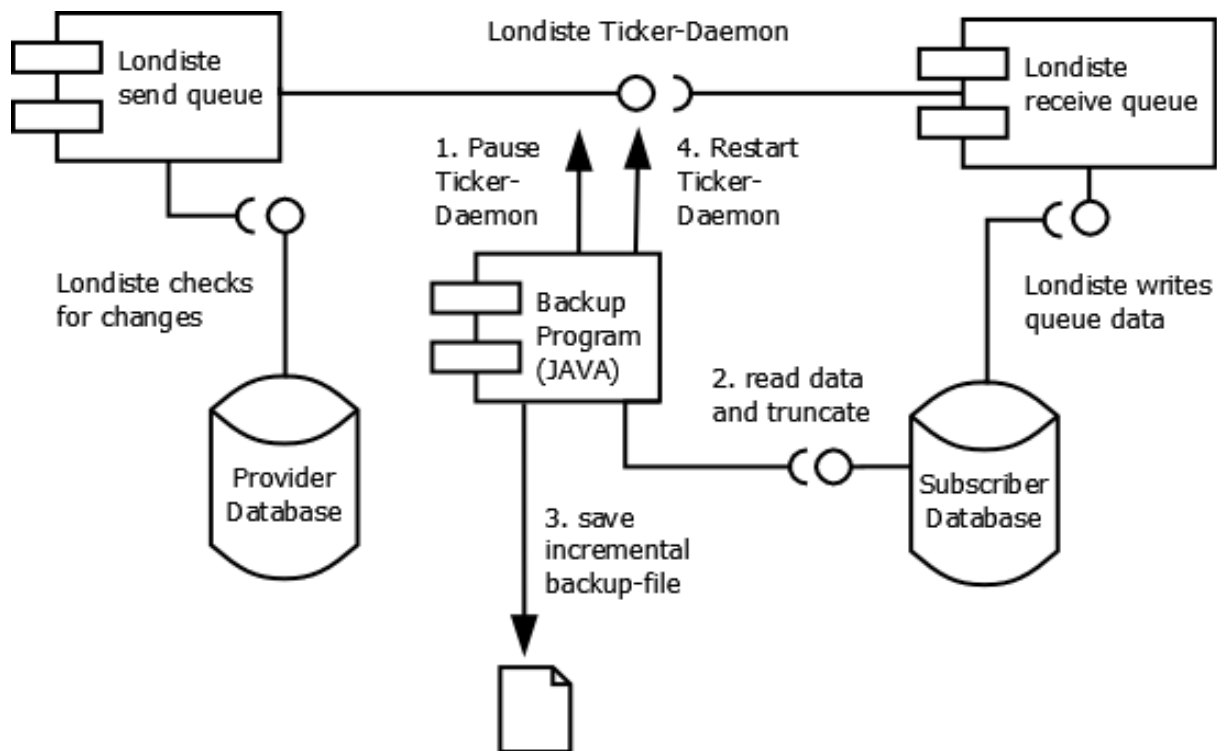 Londiste Ticker-Daemon
Londiste
send queue
Londiste
receive queue
1. Pause
Ticker-
Daemon
4. Restart
Ticker-
Daemon
Londiste checks
for changes
Backup
Program
(JAVA)
Londiste writes
queue data
2. read data
and truncate
Provider
Database
Subscriber
Database
3. save
incremental
backup-file